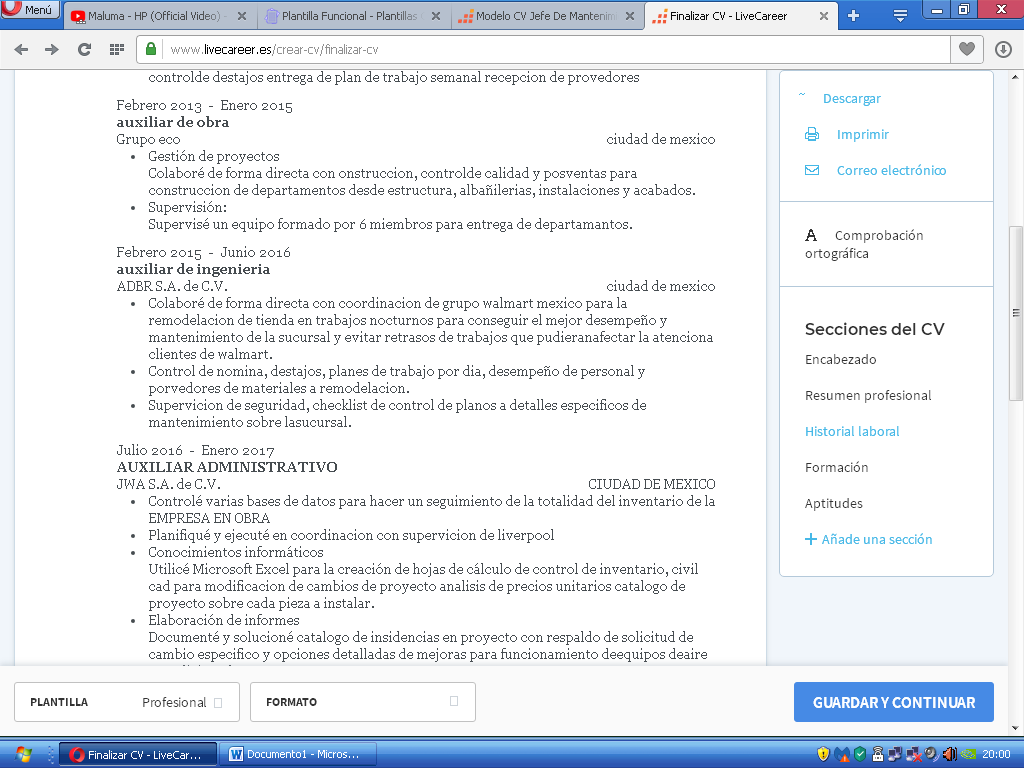 Menú
Maluma - HP (Official Video) -
Plantilla Funcional - Plantillas
Modelo CV Jefe De Mantenim
Finalizar CV - LiveCareer
www.livecareer.es/crear-cv/finalizar-cv
controlde destajos entrega de plan de trabajo semanal recepcion de provedores
Febrero 2013 - Enero 2015
auxiliar de obra
Grupo eco ciudad de mexico
• Gestión de proyectos
Colaboré de forma directa con onstruccion, controlde calidad y posventas para
construccion de departamentos desde estructura, albañilerias, instalaciones y acabados.
• Supervisión:
Supervisé un equipo formado por 6 miembros para entrega de departamantos.
Febrero 2015 - Junio 2016
auxiliar de ingenieria
ADBR S.A. de C.V. ciudad de mexico
• Colaboré de forma directa con coordinacion de grupo walmart mexico para la
remodelacion de tienda en trabajos nocturnos para conseguir el mejor desempeño y
mantenimiento de la sucursal y evitar retrasos de trabajos que pudieranafectar la atenciona
clientes de walmart.
• Control de nomina, destajos, planes de trabajo por dia, desempeño de personal y
porvedores de materiales a remodelacion.
• Supervicion de seguridad, checklist de control de planos a detalles especificos de
mantenimiento sobre lasucursal.
Julio 2016 - Enero 2017
AUXILIAR ADMINISTRATIVO
JWA S.A. de C.V. CIUDAD DE MEXICO
• Controlé varias bases de datos para hacer un seguimiento de la totalidad del inventario de la
EMPRESA EN OBRA
• Planifiqué y ejecuté en coordinacion con supervicion de liverpool
• Conocimientos informáticos
Utilicé Microsoft Excel para la creación de hojas de cálculo de control de inventario, civil
cad para modificacion de cambios de proyecto analisis de precios unitarios catalogo de
proyecto sobre cada pieza a instalar.
• Elaboración de informes
Documenté y solucioné catalogo de insidencias en proyecto con respaldo de solicitud de
cambio especifico y opciones detalladas de mejoras para funcionamiento deequipos deaire
Descargar
Imprimir
Correo electrónico
A Comprobación
ortográfica
Secciones del CV
Encabezado
Resumen profesional
Historial laboral
Formación
Aptitudes
+ Añade una sección
PLANTILLA Profesional
FORMATO
GUARDAR Y CONTINUAR
Finalizar CV - LiveCar...
Documento1 - Micros...
20:00